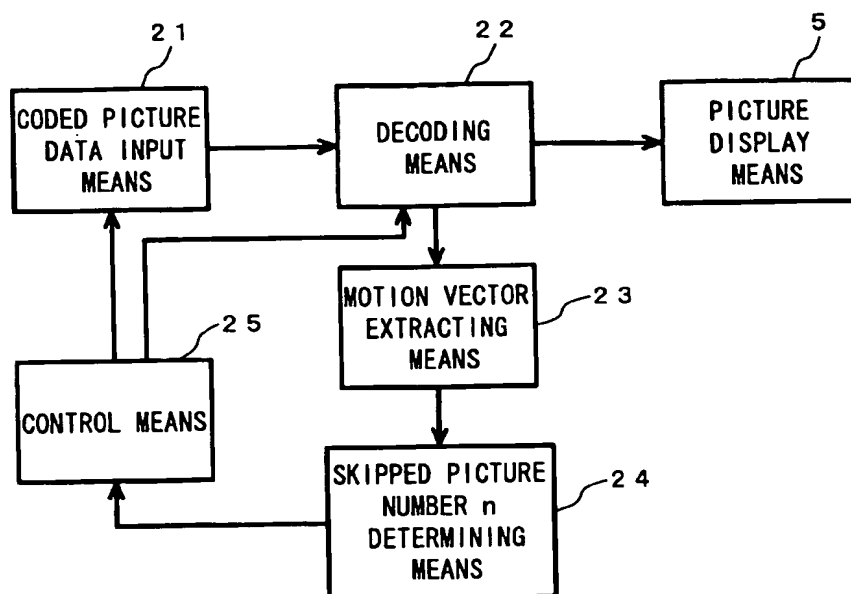 21
CODED PICTURE
DATA INPUT
MEANS
22
DECODING
MEANS
5
PICTURE
DISPLAY
MEANS
MOTION VECTOR
EXTRACTING
MEANS
23
25
CONTROL MEANS
SKIPPED PICTURE
NUMBER n
DETERMINING
MEANS
24